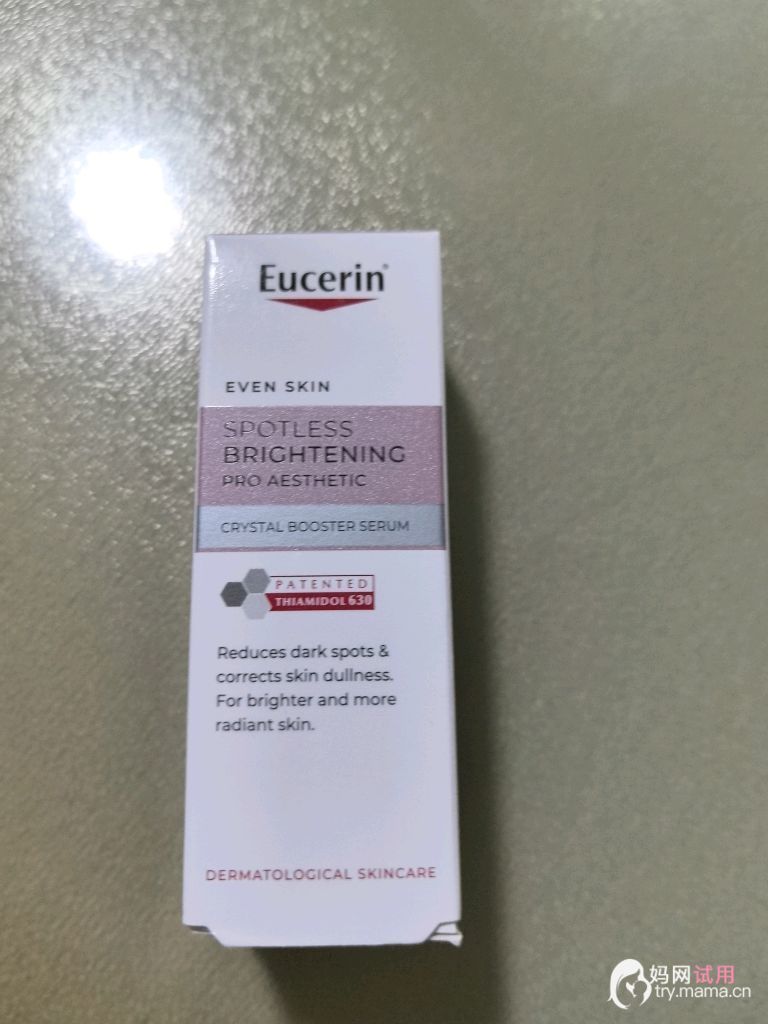 Eucerin®
EVEN SKIN
SPOTLESS
BRIGHTENING
PRO AESTHETIC
CRYSTAL BOOSTER SERUM
PATENTED
THIAMIDOL 630
Reduces dark spots &
corrects skin dullness.
For brighter and more
radiant skin.
DERMATOLOGICAL SKINCARE
妈网试用
try.mama.cn